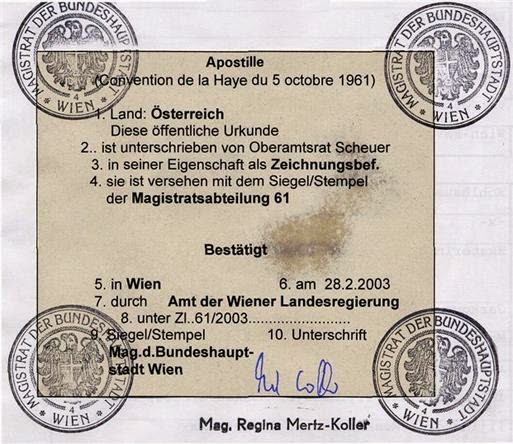 MAGISTRAT DER BUNDESHAUPTSTADT
* WIEN *
4
MAGISTRAT DER BUNDESHAUPTSTADT
* WIEN *
4
Apostille
(Convention de la Haye du 5 octobre 1961)
1. Land: Österreich
Diese öffentliche Urkunde
2.. ist unterschrieben von Oberamtsrat Scheuer
3. in seiner Eigenschaft als Zeichnungsbef.
4. sie ist versehen mit dem Siegel/Stempel
der Magistratsabteilung 61
Bestätigt
5. in Wien 6. am 28.2.2003
7. durch Amt der Wiener Landesregierung
8. unter Zl..61/2003........................
9. Siegel/Stempel 10. Unterschrift
Mag.d.Bundeshaupt-
stadt Wien
MAGISTRAT DER BUNDESHAUPTSTADT
4
* WIEN *
MAGISTRAT DER BUNDESHAUPTSTADT
4
* WIEN *
Mag. Regina Mertz-Koller